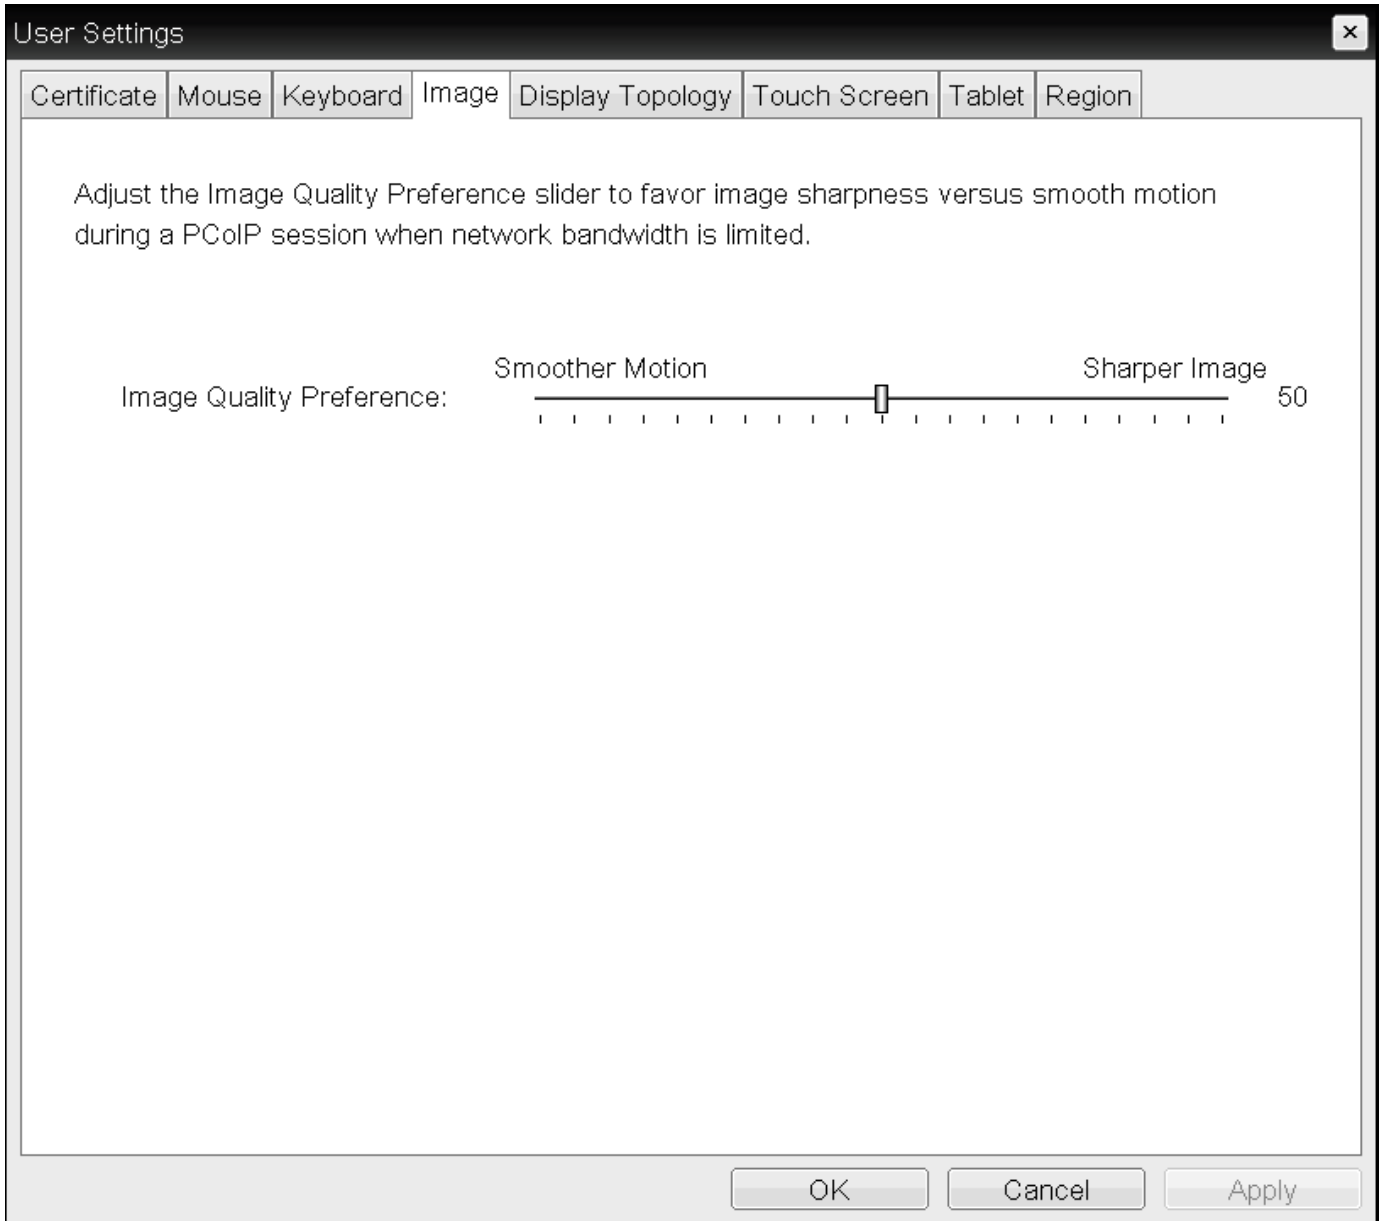 User Settings
Certificate Mouse Keyboard Image Display Topology Touch Screen Tablet Region
Adjust the Image Quality Preference slider to favor image sharpness versus smooth motion
during a PCoIP session when network bandwidth is limited.
Smoother Motion Sharper Image
Image Quality Preference: 50
OK Cancel Apply